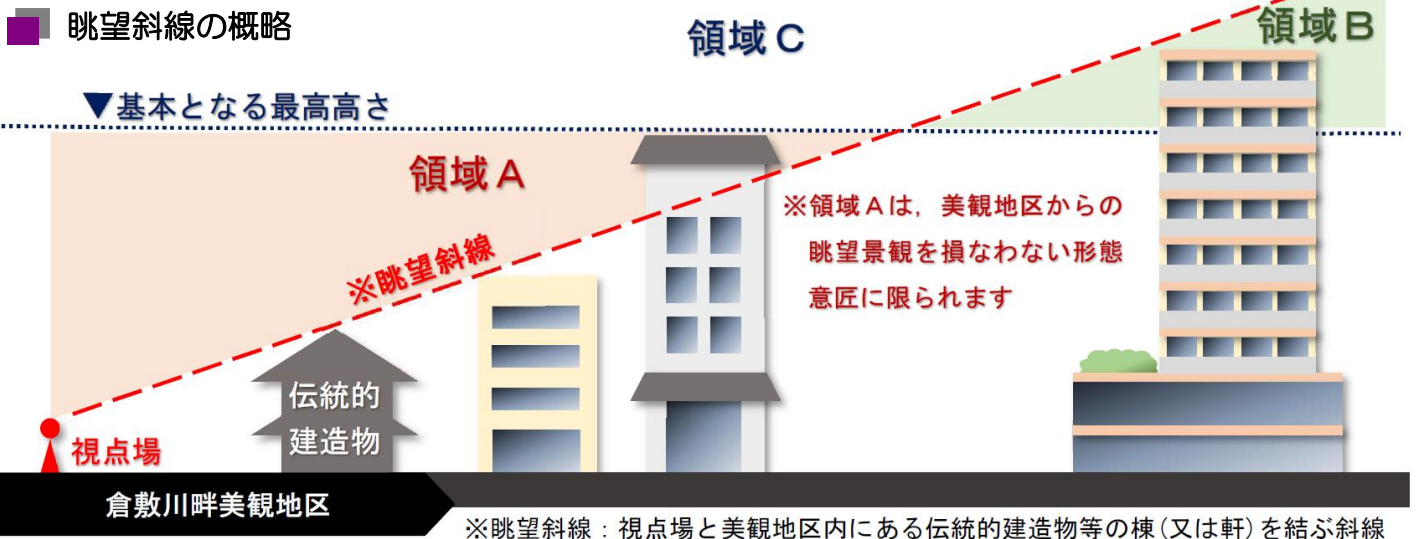 眺望斜線の概略
領域C
領域B
▼基本となる最高高さ
領域A
※眺望斜線
※領域Aは，美観地区からの
眺望景観を損なわない形態
意匠に限られます
伝統的
建造物
視点場
倉敷川畔美観地区
※眺望斜線：視点場と美観地区内にある伝統的建造物等の棟(又は軒)を結ぶ斜線